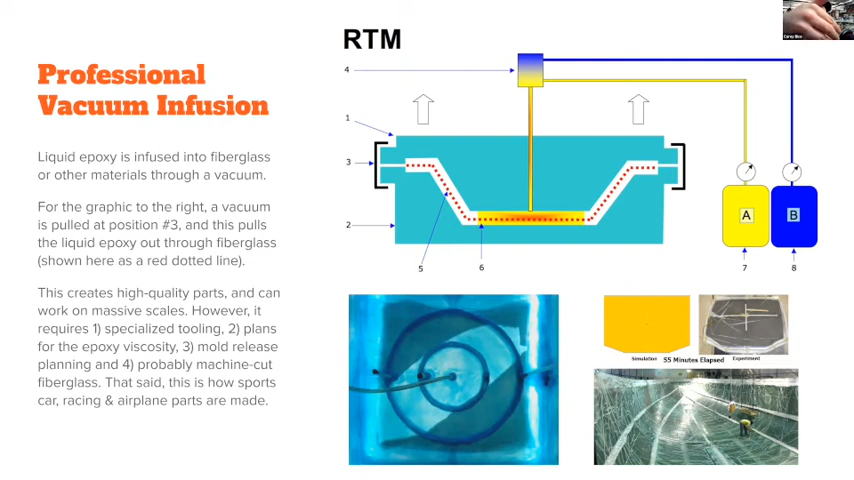 RTM
Professional
Vacuum Infusion
Liquid epoxy is infused into fiberglass
or other materials through a vacuum.
For the graphic to the right, a vacuum
is pulled at position #3, and this pulls
the liquid epoxy out through fiberglass
(shown here as a red dotted line).
This creates high-quality parts, and can
work on massive scales. However, it
requires 1) specialized tooling, 2) plans
for the epoxy viscosity, 3) mold release
planning and 4) probably machine-cut
fiberglass. That said, this is how sports
car, racing & airplane parts are made.
4
1
3
2
5
6
A
B
7
8
Simulation 55 Minutes Elapsed Experiment